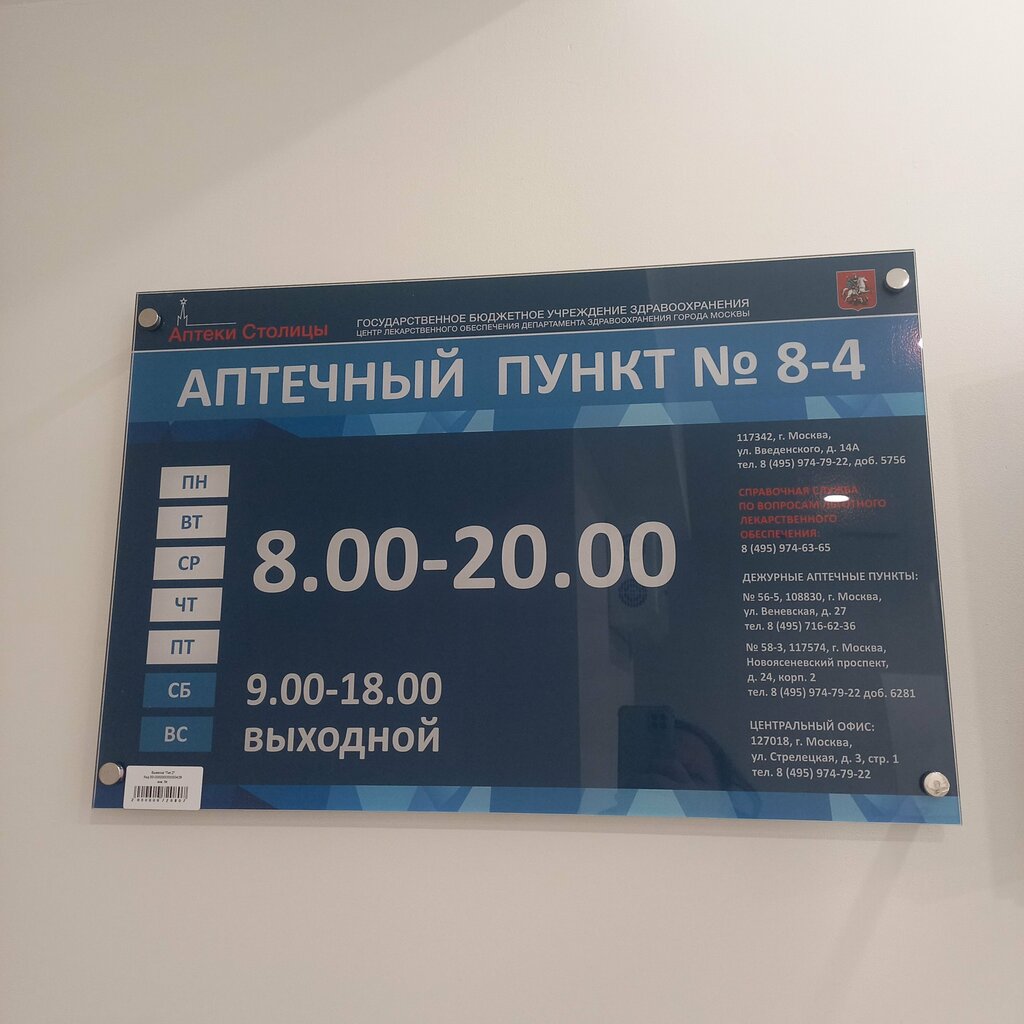 Аптеки Столицы
ГОСУДАРСТВЕННОЕ БЮДЖЕТНОЕ УЧРЕЖДЕНИЕ ЗДРАВООХРАНЕНИЯ
ЦЕНТР ЛЕКАРСТВЕННОГО ОБЕСПЕЧЕНИЯ ДЕПАРТАМЕНТА ЗДРАВООХРАНЕНИЯ ГОРОДА МОСКВЫ
АПТЕЧНЫЙ ПУНКТ № 8-4
ПН
ВТ
СР
ЧТ
ПТ
8.00-20.00
СБ
9.00-18.00
ВС
выходной
117342, г. Москва,
ул. Введенского, д. 14А
тел. 8 (495) 974-79-22, доб. 5756
СПРАВОЧНАЯ СЛУЖБА
ПО ВОПРОСАМ ЛЬГОТНОГО
ЛЕКАРСТВЕННОГО
ОБЕСПЕЧЕНИЯ:
8 (495) 974-63-65
ДЕЖУРНЫЕ АПТЕЧНЫЕ ПУНКТЫ:
№ 56-5, 108830, г. Москва,
ул. Веневская, д. 27
тел. 8 (495) 716-62-36
№ 58-3, 117574, г. Москва,
Новоясеневский проспект,
д. 24, корп. 2
тел. 8 (495) 974-79-22 доб. 6281
ЦЕНТРАЛЬНЫЙ ОФИС:
127018, г. Москва,
ул. Стрелецкая, д. 3, стр. 1
тел. 8 (495) 974-79-22